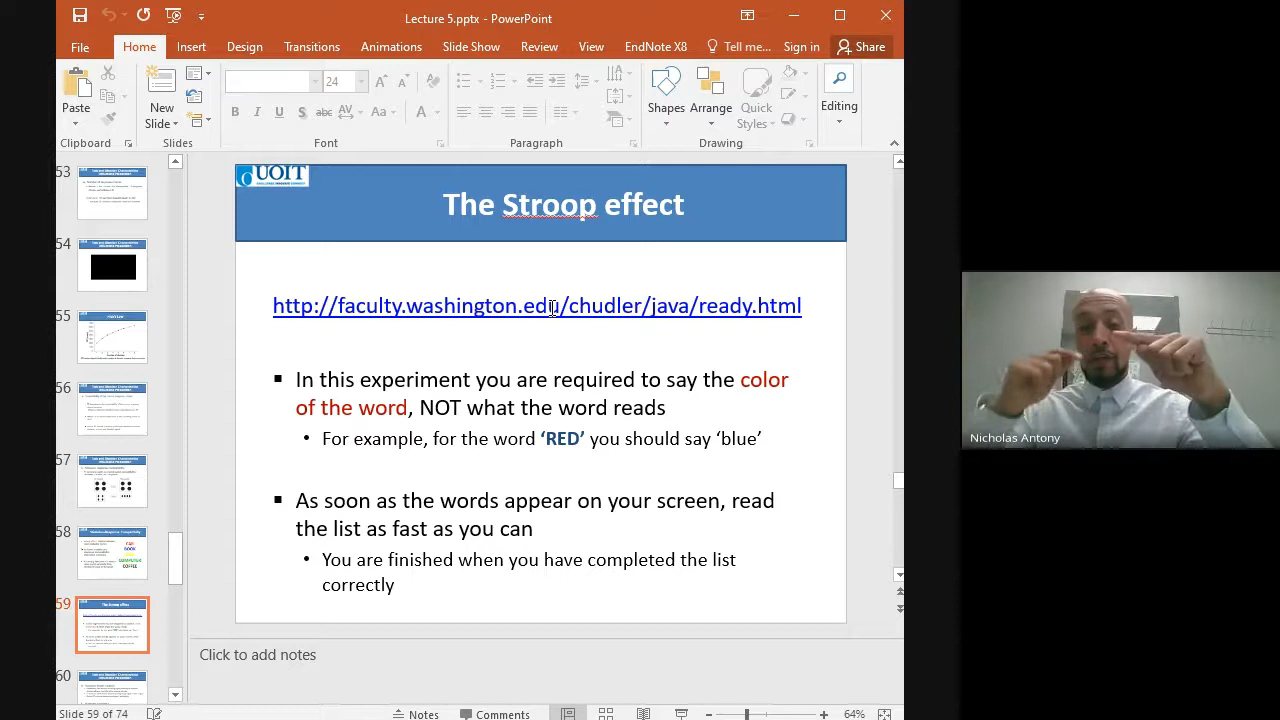 Lecture 5.pptx - PowerPoint
File Home Insert Design Transitions Animations Slide Show Review View EndNote X8 Tell me... Sign in Share
24
Paste
New
Slide
Shapes Arrange Quick
Styles
Editing
B I U S abc AV Aa A
Clipboard Slides Font Paragraph Drawing
53
54
55
56
57
58
59
60
UOIT
The Stroop effect
http://faculty.washington.edu/chudler/java/ready.html
▪ In this experiment you are required to say the color
of the word, NOT what the word reads
• For example, for the word ‘RED’ you should say ‘blue’
▪ As soon as the words appear on your screen, read
the list as fast as you can
• You are finished when you have completed the list
correctly
Click to add notes
Slide 59 of 74 Notes Comments 64%
Nicholas Antony